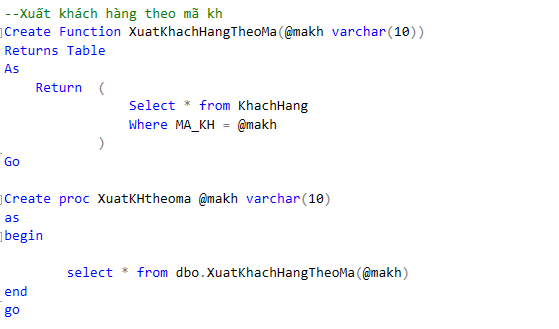 --Xuất khách hàng theo mã kh
Create Function XuatKhachHangTheoMa(@makh varchar(10))
Returns Table
As
    Return  (
                Select * from KhachHang
                Where MA_KH = @makh
            )
Go

Create proc XuatKHtheoma @makh varchar(10)
as
begin

        select * from dbo.XuatKhachHangTheoMa(@makh)
end
go